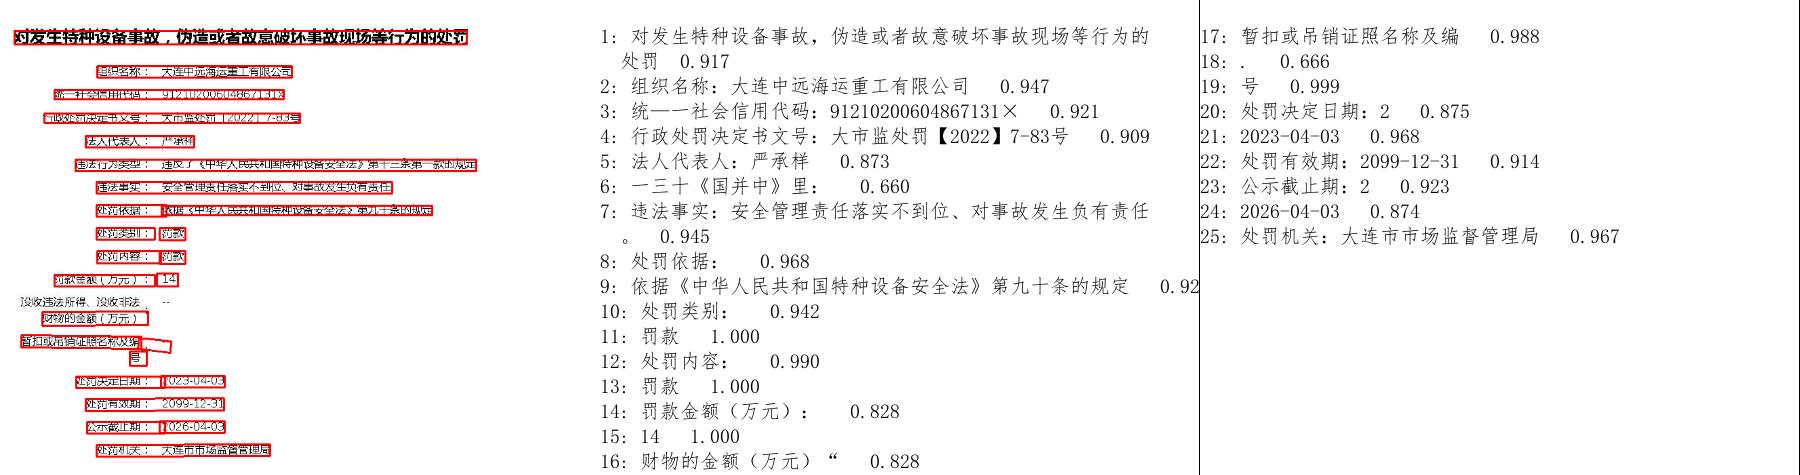 对发生特种设备事故，伪造或者故意破坏事故现场等行为的处罚
组织名称： 大连中远海运重工有限公司
统一社会信用代码： 91210200604867131X
行政处罚决定书文号： 大市监处罚【2022】7-83号
法人代表人： 严承祥
违法行为类型： 违反了《中华人民共和国特种设备安全法》第十三条第一款的规定
违法事实： 安全管理责任落实不到位、对事故发生负有责任
处罚依据： 依据《中华人民共和国特种设备安全法》第九十条的规定
处罚类别： 罚款
处罚内容： 罚款
罚款金额（万元）： 14
没收违法所得、没收非法 --
财物的金额（万元）
暂扣或吊销证照名称及编
号
处罚决定日期： 2023-04-03
处罚有效期： 2099-12-31
公示截止期： 2026-04-03
处罚机关： 大连市市场监督管理局
1: 对发生特种设备事故，伪造或者故意破坏事故现场等行为的
处罚 0.917
2: 组织名称：大连中远海运重工有限公司 0.947
3: 统—一社会信用代码：91210200604867131× 0.921
4: 行政处罚决定书文号：大市监处罚【2022】7-83号 0.909
5: 法人代表人：严承样 0.873
6: 一三十《国并中》里： 0.660
7: 违法事实：安全管理责任落实不到位、对事故发生负有责任
。 0.945
8: 处罚依据： 0.968
9: 依据《中华人民共和国特种设备安全法》第九十条的规定 0.92
10: 处罚类别： 0.942
11: 罚款 1.000
12: 处罚内容： 0.990
13: 罚款 1.000
14: 罚款金额（万元）： 0.828
15: 14 1.000
16: 财物的金额（万元）“ 0.828
17: 暂扣或吊销证照名称及编 0.988
18: . 0.666
19: 号 0.999
20: 处罚决定日期：2 0.875
21: 2023-04-03 0.968
22: 处罚有效期：2099-12-31 0.914
23: 公示截止期：2 0.923
24: 2026-04-03 0.874
25: 处罚机关：大连市市场监督管理局 0.967